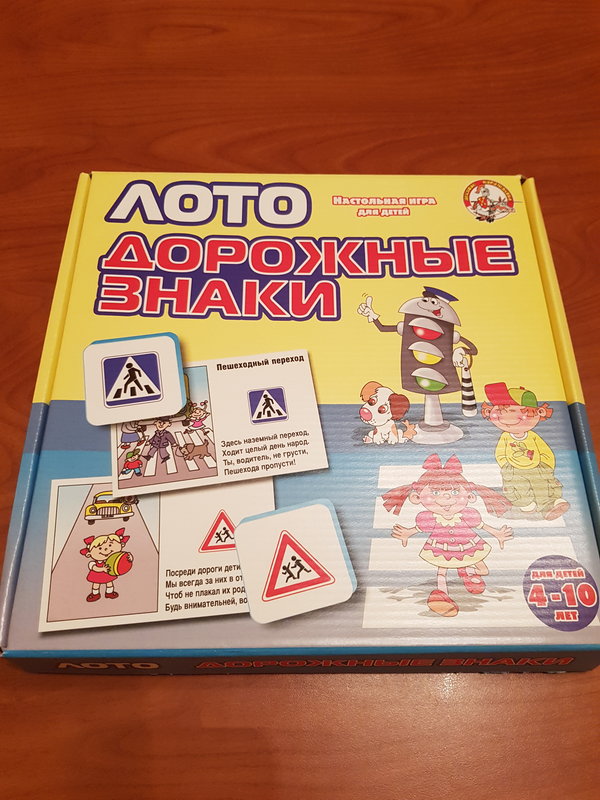 ЛОТО
НАСТОЛЬНАЯ ИГРА
ДЛЯ ДЕТЕЙ
ДОРОЖНЫЕ
ЗНАКИ
Пешеходный переход
Здесь наземный переход.
Ходит целый день народ.
Ты, водитель, не грусти,
Пешехода пропусти!
Посреди дороги дети
Мы всегда за них в от
Чтоб не плакал их род
Будь внимательней, во
ДЛЯ ДЕТЕЙ
4-10
ЛЕТ
ЛОТО ДОРОЖНЫЕ ЗНАКИ